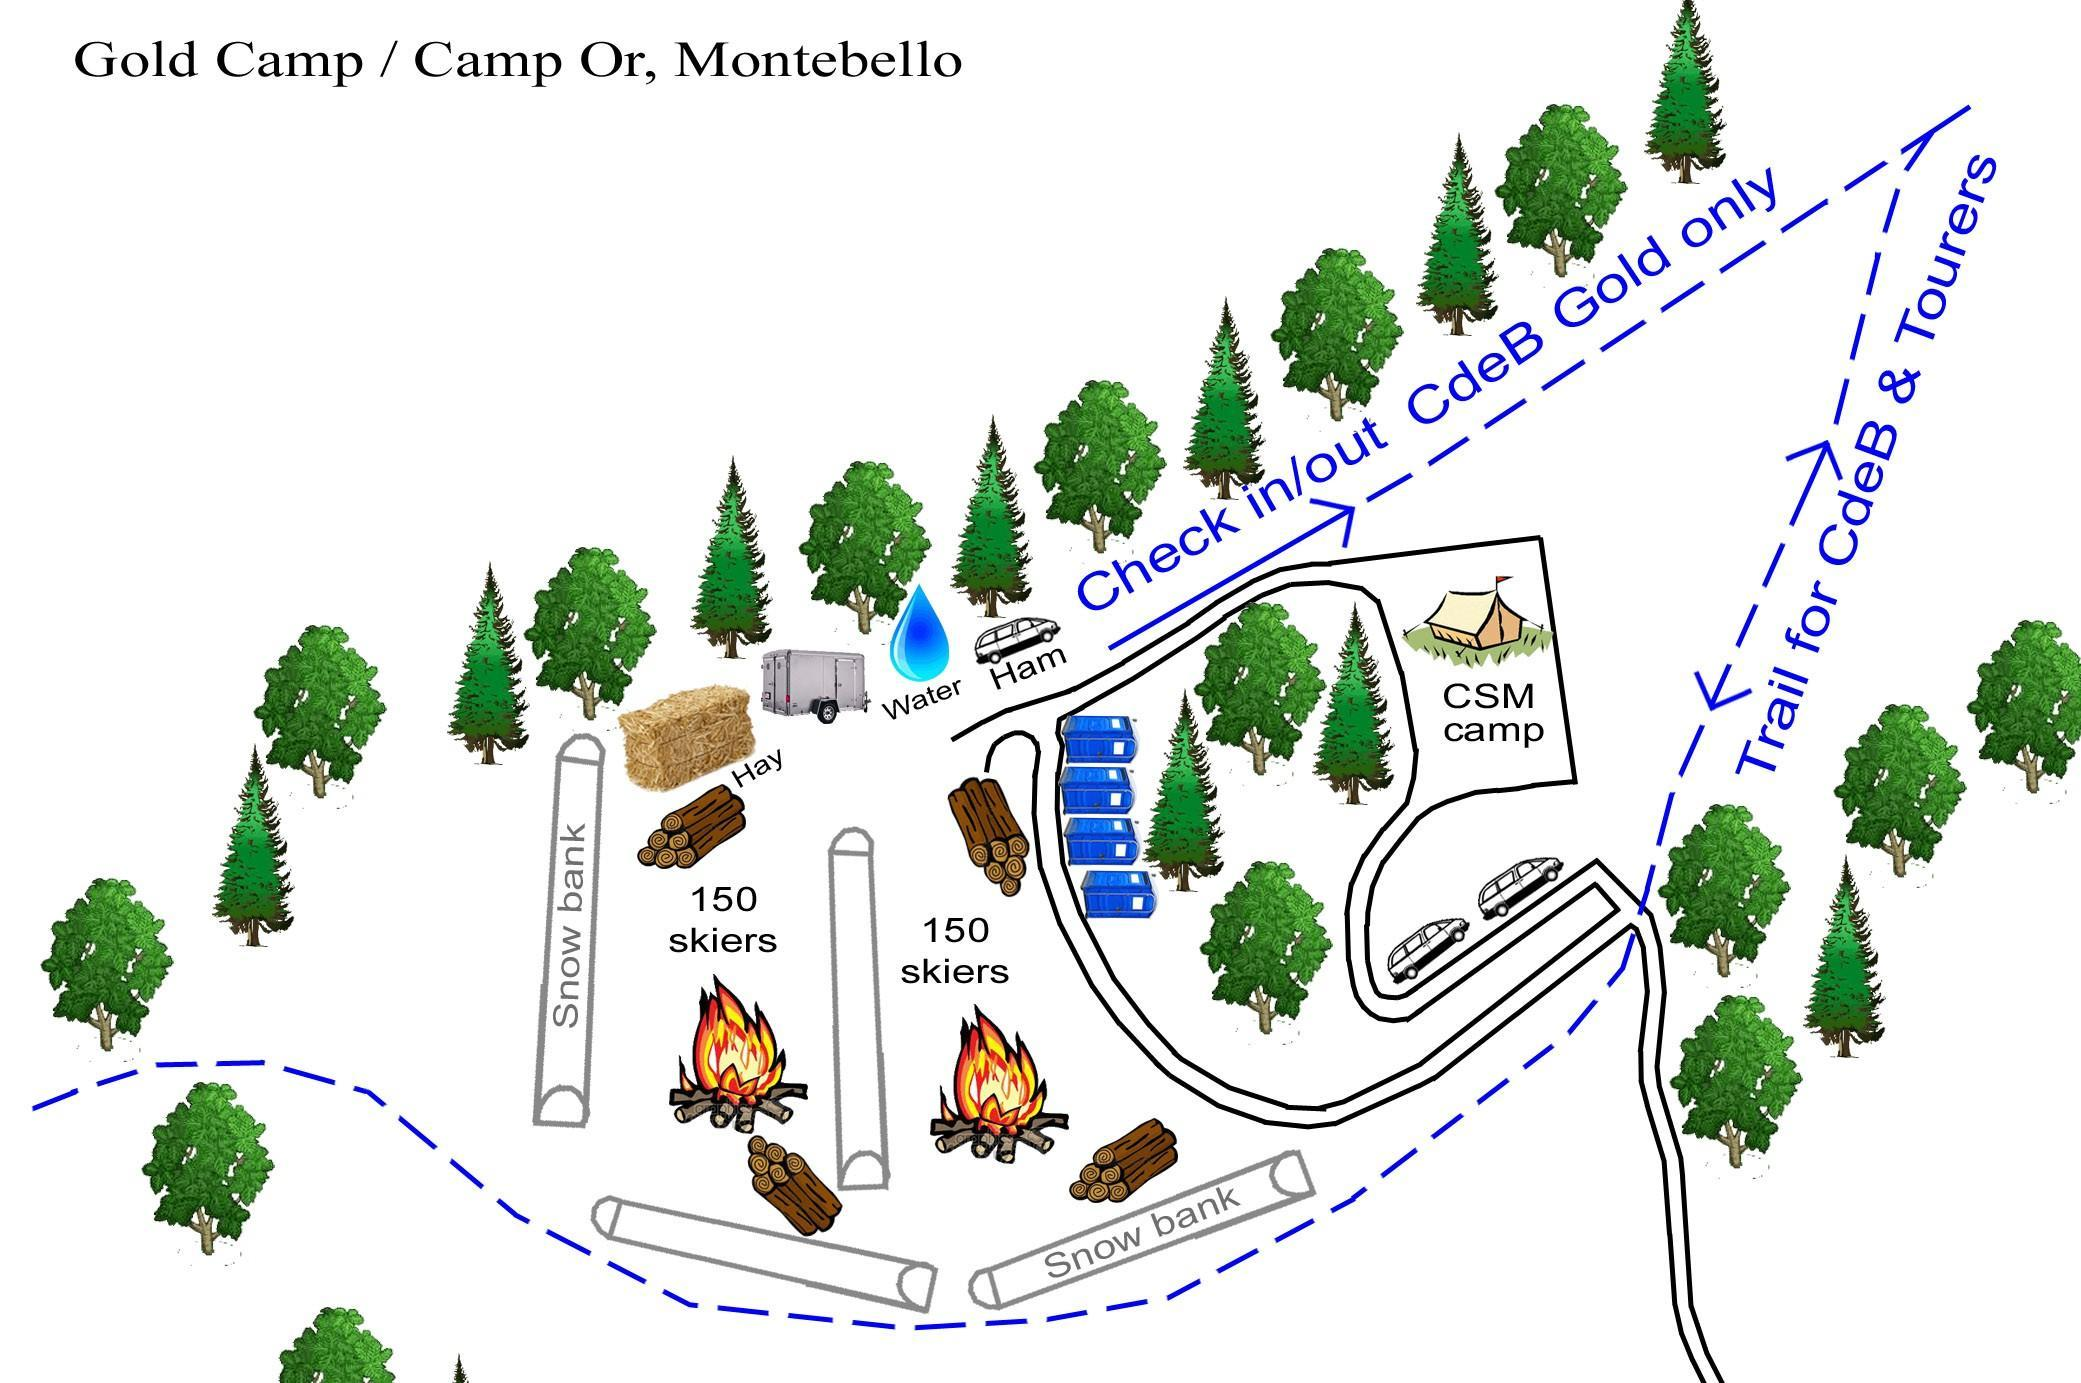 Gold Camp / Camp Or, Montebello
Check in/out CdeB Gold only
Trail for CdeB & Tourers
Water
Ham
Hay
CSM
camp
Snow bank
150
skiers
150
skiers
Snow bank